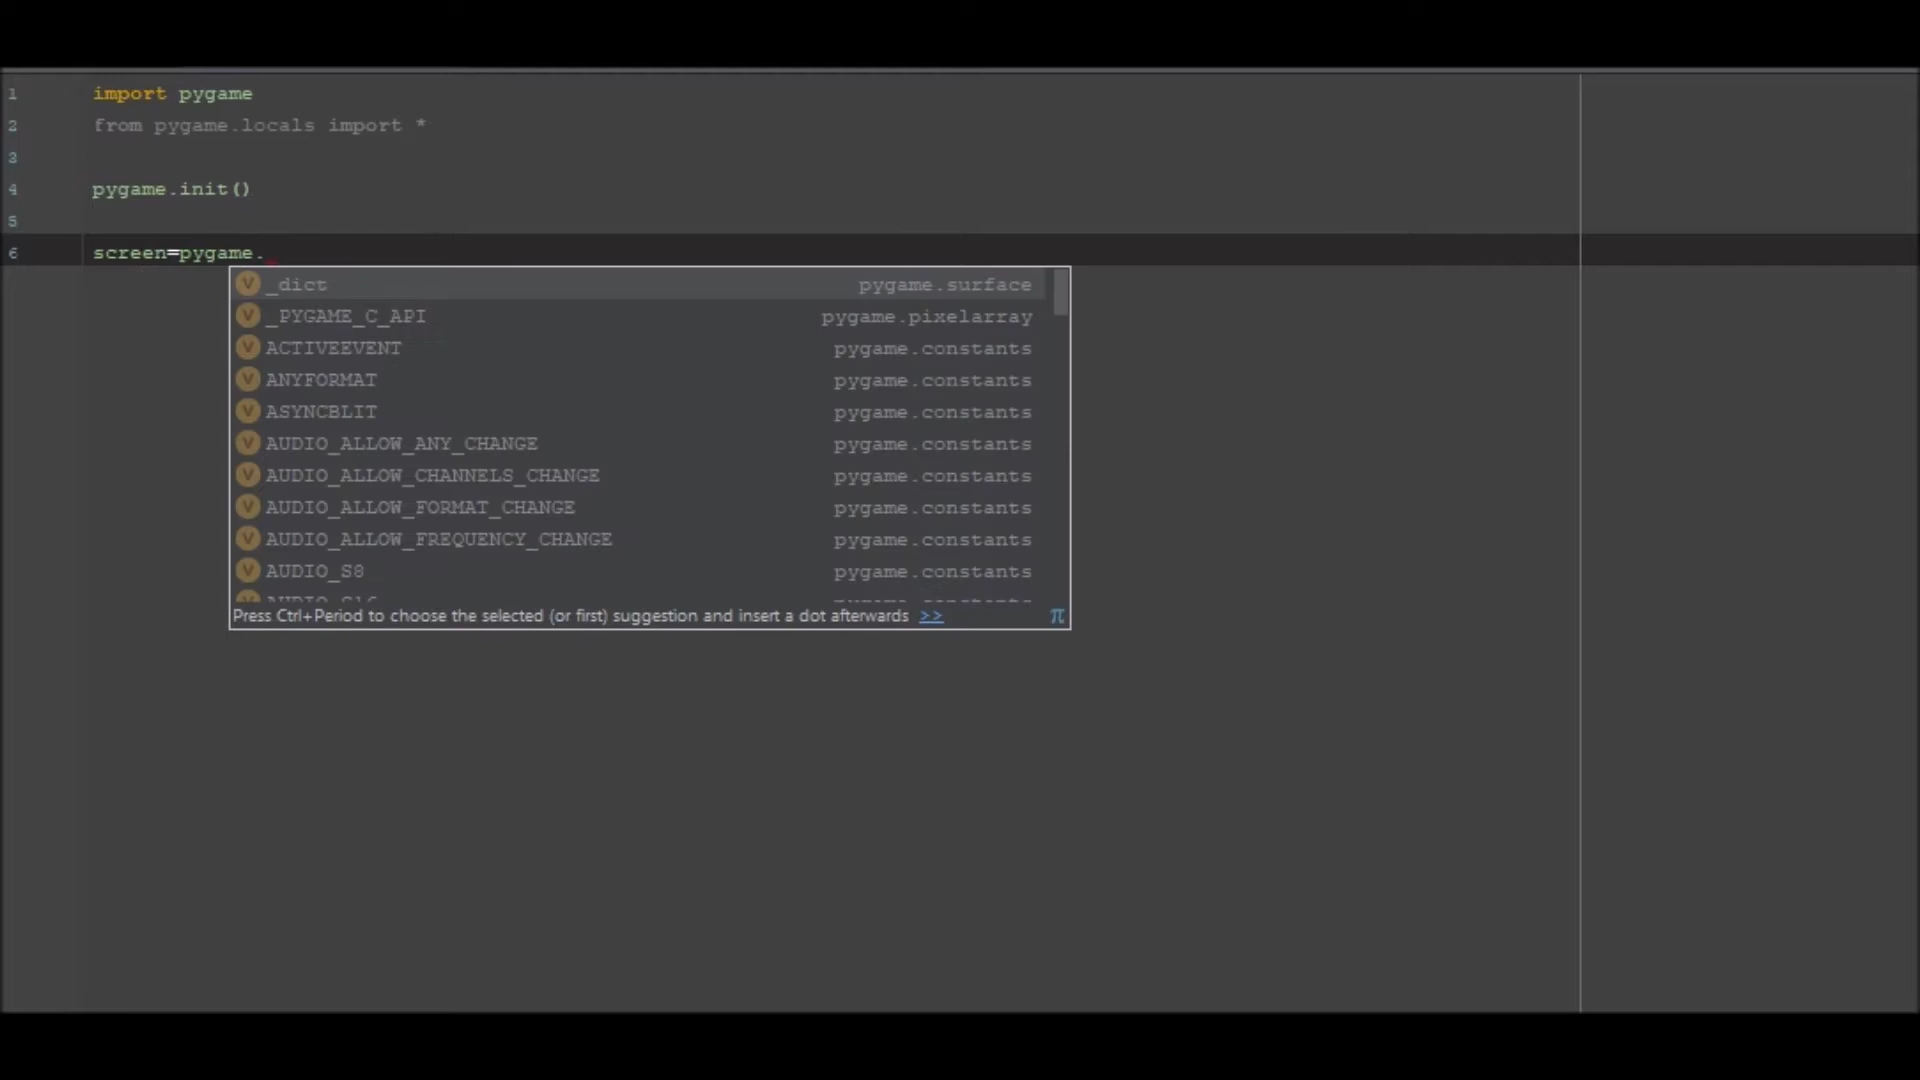 1 import pygame
2 from pygame.locals import *
3
4 pygame.init()
5
6 screen=pygame.
V _dict pygame.surface
V _PYGAME_C_API pygame.pixelarray
V ACTIVEEVENT pygame.constants
V ANYFORMAT pygame.constants
V ASYNCBLIT pygame.constants
V AUDIO_ALLOW_ANY_CHANGE pygame.constants
V AUDIO_ALLOW_CHANNELS_CHANGE pygame.constants
V AUDIO_ALLOW_FORMAT_CHANGE pygame.constants
V AUDIO_ALLOW_FREQUENCY_CHANGE pygame.constants
V AUDIO_S8 pygame.constants
Press Ctrl+Period to choose the selected (or first) suggestion and insert a dot afterwards >> π